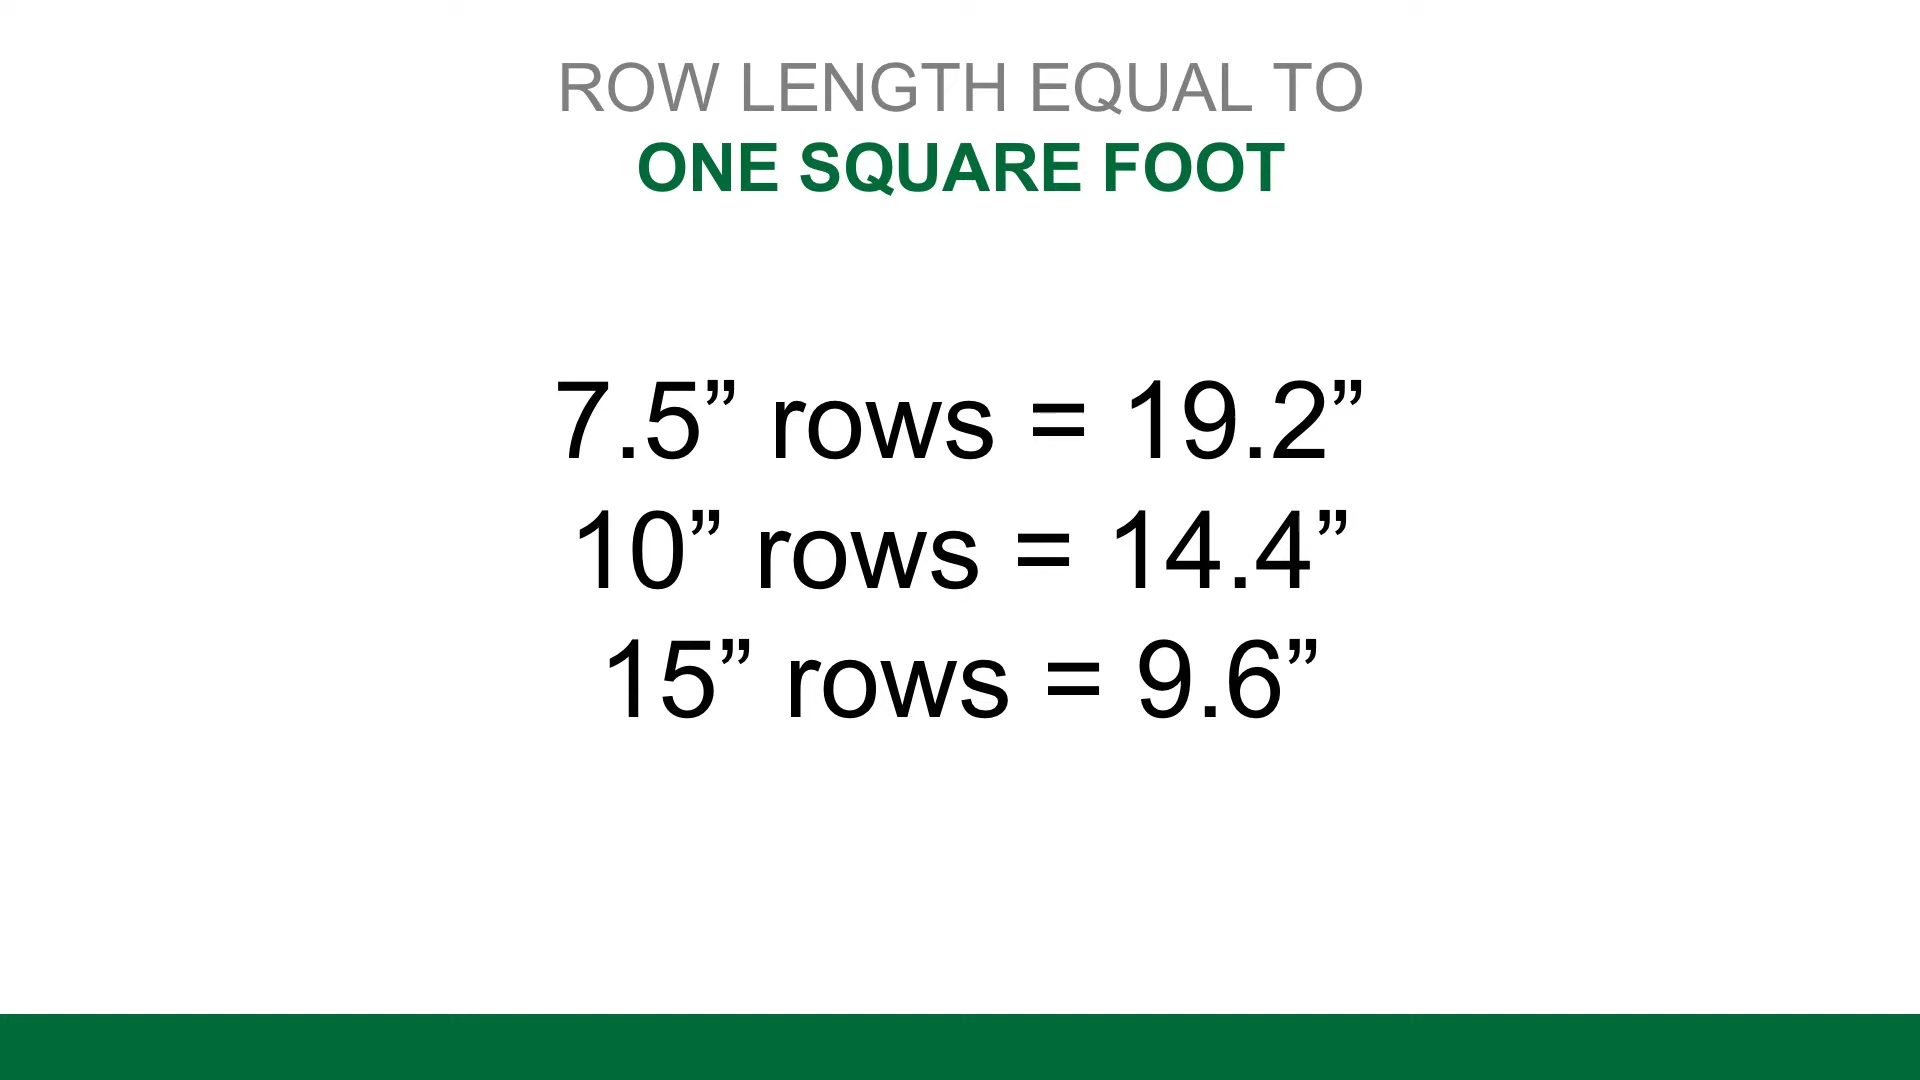 ROW LENGTH EQUAL TO
ONE SQUARE FOOT
7.5” rows = 19.2”
10” rows = 14.4”
15” rows = 9.6”